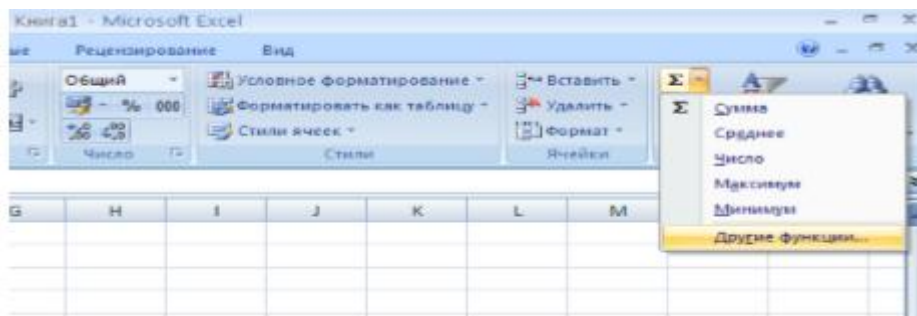 Книга1 - Microsoft Excel
ые Рецензирование Вид
Общий Условное форматирование Вставить Σ
% 000 Форматировать как таблицу Удалить Σ Сумма
Стили ячеек Формат Среднее
Число Стили Ячейки Число
Максимум
G H I J K L M Минимум
Другие функции...